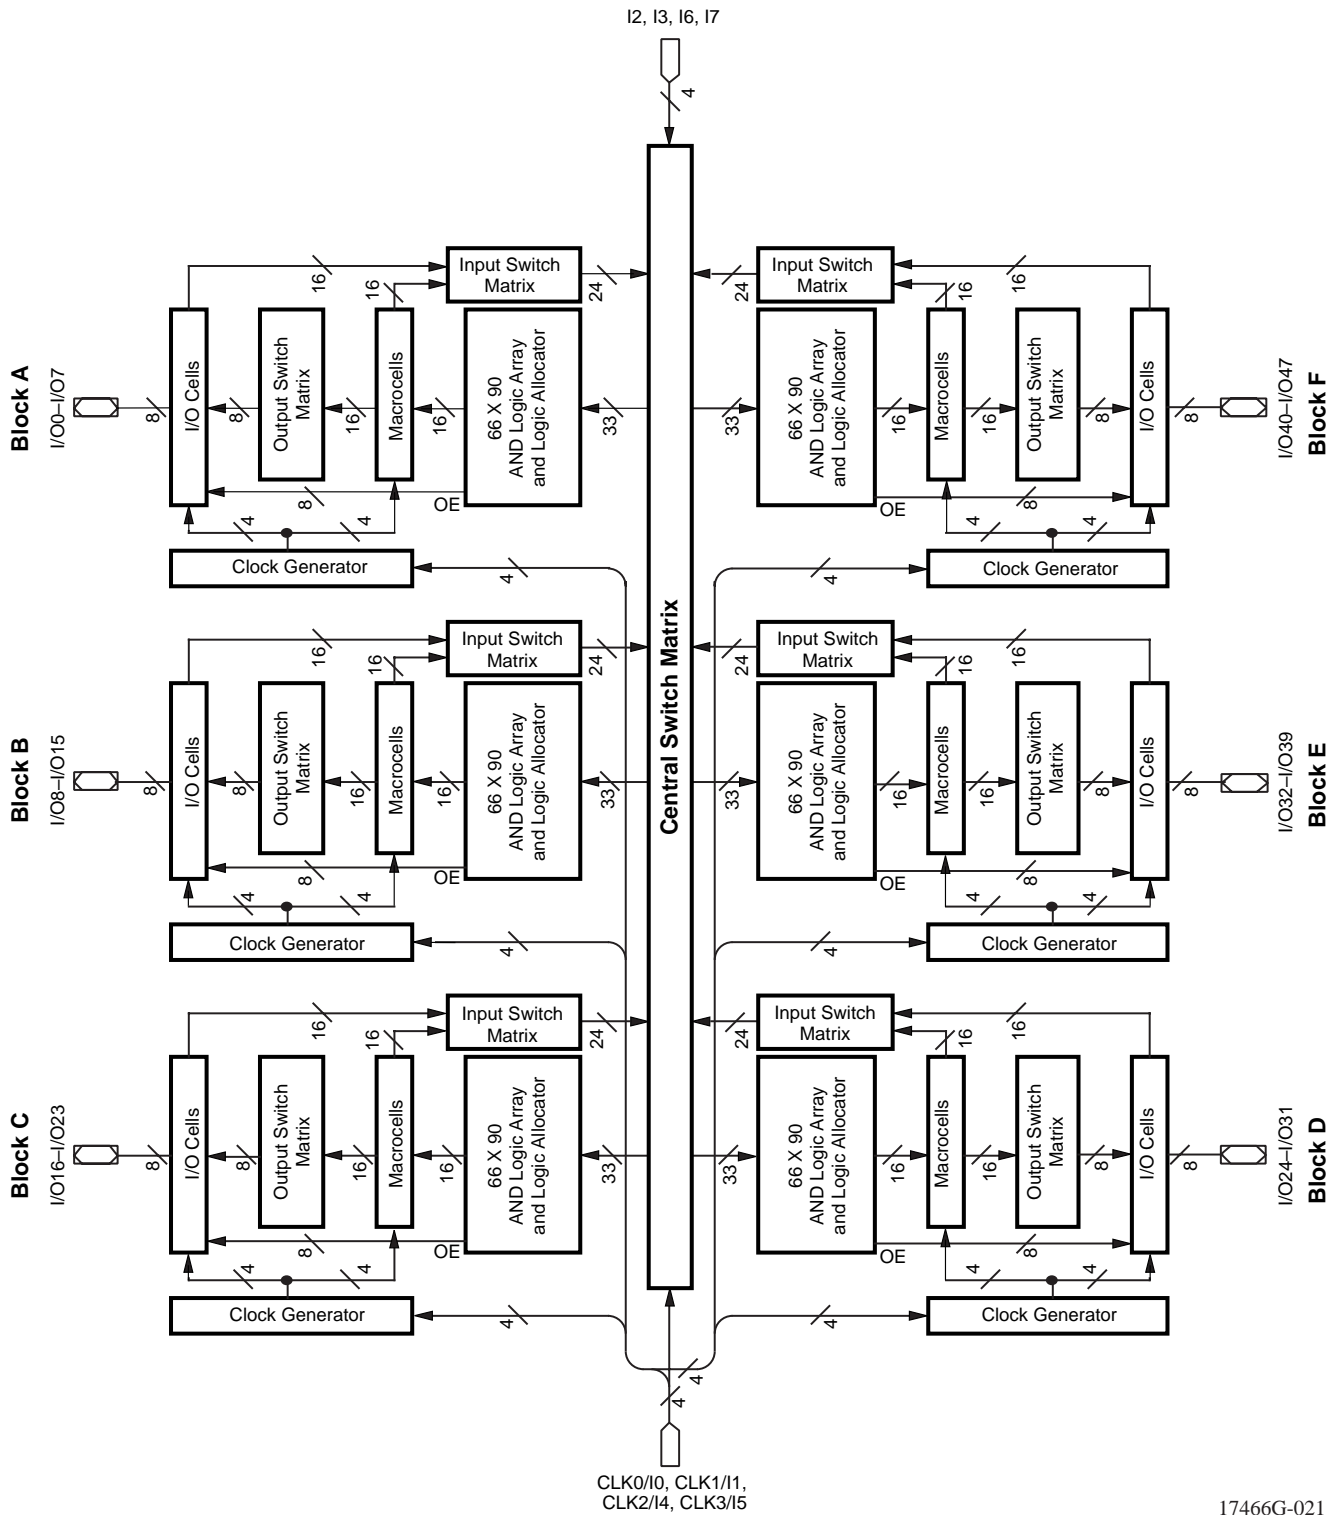 I2, I3, I6, I7
4
Block A
I/O0–I/O7
8
I/O Cells
8
Output Switch
Matrix
16
Macrocells
16
66 X 90
AND Logic Array
and Logic Allocator
33
16
16
Input Switch
Matrix
24
8
OE
4
4
Clock Generator
4
Block F
I/O40–I/O47
8
I/O Cells
8
Output Switch
Matrix
16
Macrocells
16
66 X 90
AND Logic Array
and Logic Allocator
33
16
16
Input Switch
Matrix
24
8
OE
4
4
Clock Generator
4
Central Switch Matrix
Block B
I/O8–I/O15
8
I/O Cells
8
Output Switch
Matrix
16
Macrocells
16
66 X 90
AND Logic Array
and Logic Allocator
33
16
16
Input Switch
Matrix
24
8
OE
4
4
Clock Generator
4
Block E
I/O32–I/O39
8
I/O Cells
8
Output Switch
Matrix
16
Macrocells
16
66 X 90
AND Logic Array
and Logic Allocator
33
16
16
Input Switch
Matrix
24
8
OE
4
4
Clock Generator
4
Block C
I/O16–I/O23
8
I/O Cells
8
Output Switch
Matrix
16
Macrocells
16
66 X 90
AND Logic Array
and Logic Allocator
33
16
16
Input Switch
Matrix
24
8
OE
4
4
Clock Generator
4
Block D
I/O24–I/O31
8
I/O Cells
8
Output Switch
Matrix
16
Macrocells
16
66 X 90
AND Logic Array
and Logic Allocator
33
16
16
Input Switch
Matrix
24
8
OE
4
4
Clock Generator
4
4
4
CLK0/I0, CLK1/I1,
CLK2/I4, CLK3/I5
17466G-021